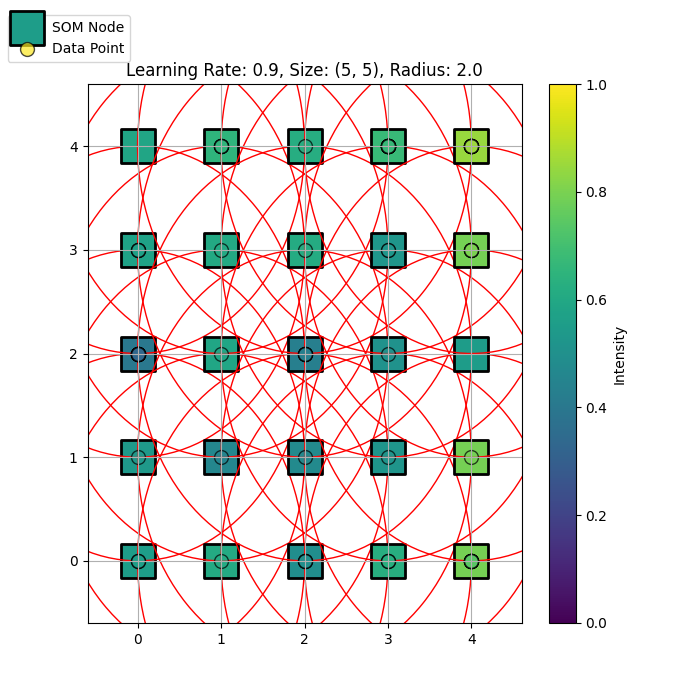 SOM Node
Data Point
Learning Rate: 0.9, Size: (5, 5), Radius: 2.0
4
3
2
1
0
0 1 2 3 4
1.0
0.8
0.6
0.4
0.2
0.0
Intensity